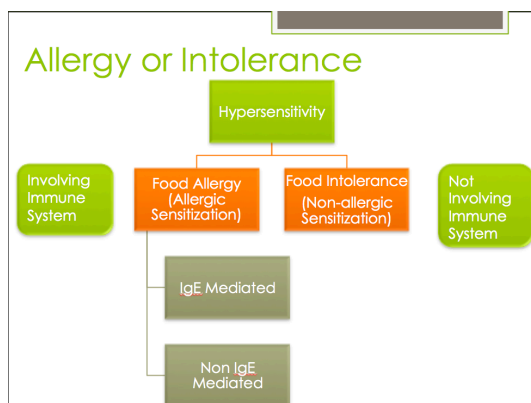 Allergy or Intolerance
Hypersensitivity
Involving
Immune
System
Food Allergy
(Allergic
Sensitization)
Food Intolerance
(Non-allergic
Sensitization)
Not
Involving
Immune
System
IgE Mediated
Non IgE
Mediated